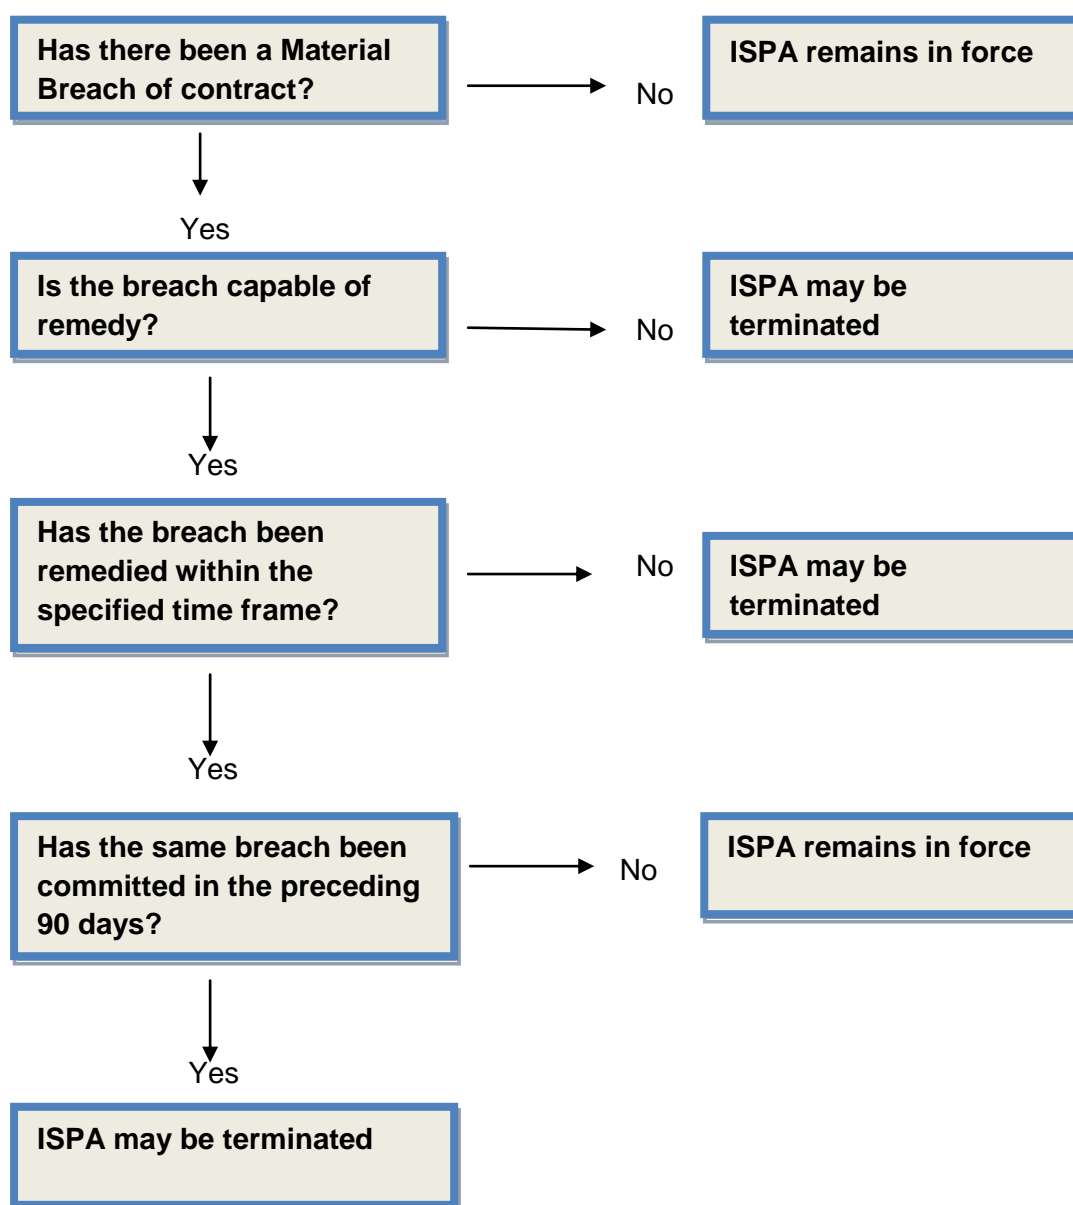 Has there been a Material
Breach of contract?
No
ISPA remains in force
Yes
Is the breach capable of
remedy?
No
ISPA may be
terminated
Yes
Has the breach been
remedied within the
specified time frame?
No
ISPA may be
terminated
Yes
Has the same breach been
committed in the preceding
90 days?
No
ISPA remains in force
Yes
ISPA may be terminated